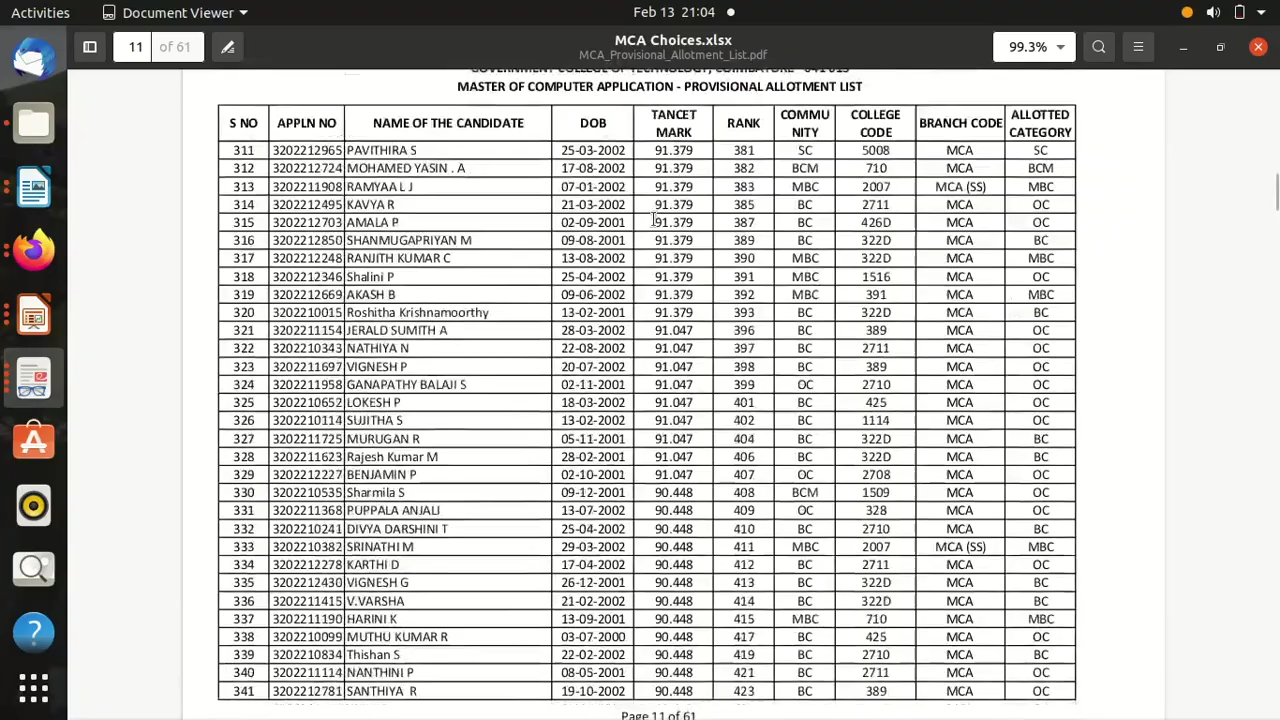 Activities Document Viewer Feb 13 21:04
11 of 61 MCA Choices.xlsx 99.3%
MCA_Provisional_Allotment_List.pdf
GOVERNMENT COLLEGE OF TECHNOLOGY, COIMBATORE - 641 013
MASTER OF COMPUTER APPLICATION - PROVISIONAL ALLOTMENT LIST
S NO APPLN NO NAME OF THE CANDIDATE DOB TANCET MARK RANK COMMU NITY COLLEGE CODE BRANCH CODE ALLOTTED CATEGORY
311 3202212965 PAVITHIRA S 25-03-2002 91.379 381 SC 5008 MCA SC
312 3202212724 MOHAMED YASIN . A 17-08-2002 91.379 382 BCM 710 MCA BCM
313 3202211908 RAMYAA L J 07-01-2002 91.379 383 MBC 2007 MCA (SS) MBC
314 3202212495 KAVYA R 21-03-2002 91.379 385 BC 2711 MCA OC
315 3202212703 AMALA P 02-09-2001 91.379 387 BC 426D MCA OC
316 3202212850 SHANMUGAPRIYAN M 09-08-2001 91.379 389 BC 322D MCA BC
317 3202212248 RANJITH KUMAR C 13-08-2002 91.379 390 MBC 322D MCA MBC
318 3202212346 Shalini P 25-04-2002 91.379 391 MBC 1516 MCA OC
319 3202212669 AKASH B 09-06-2002 91.379 392 MBC 391 MCA MBC
320 3202210015 Roshitha Krishnamoorthy 13-02-2001 91.379 393 BC 322D MCA BC
321 3202211154 JERALD SUMITH A 28-03-2002 91.047 396 BC 389 MCA OC
322 3202210343 NATHIYA N 22-08-2002 91.047 397 BC 2711 MCA OC
323 3202211697 VIGNESH P 20-07-2002 91.047 398 BC 389 MCA OC
324 3202211958 GANAPATHY BALAJI S 02-11-2001 91.047 399 OC 2710 MCA OC
325 3202210652 LOKESH P 18-03-2002 91.047 401 BC 425 MCA OC
326 3202210114 SUJITHA S 13-02-2002 91.047 402 BC 1114 MCA OC
327 3202211725 MURUGAN R 05-11-2001 91.047 404 BC 322D MCA BC
328 3202211623 Rajesh Kumar M 28-02-2001 91.047 406 BC 322D MCA BC
329 3202212227 BENJAMIN P 02-10-2001 91.047 407 OC 2708 MCA OC
330 3202210535 Sharmila S 09-12-2001 90.448 408 BCM 1509 MCA OC
331 3202211368 PUPPALA ANJALI 13-07-2002 90.448 409 OC 328 MCA OC
332 3202210241 DIVYA DARSHINI T 25-04-2002 90.448 410 BC 2710 MCA BC
333 3202210382 SRINATHI M 29-03-2002 90.448 411 MBC 2007 MCA (SS) MBC
334 3202212278 KARTHI D 17-04-2002 90.448 412 BC 2711 MCA OC
335 3202212430 VIGNESH G 26-12-2001 90.448 413 BC 322D MCA BC
336 3202211415 V.VARSHA 21-02-2002 90.448 414 BC 322D MCA BC
337 3202211190 HARINI K 13-09-2001 90.448 415 MBC 710 MCA MBC
338 3202210099 MUTHU KUMAR R 03-07-2000 90.448 417 BC 425 MCA OC
339 3202210834 Thishan S 22-02-2002 90.448 419 BC 2710 MCA BC
340 3202211114 NANTHINI P 08-05-2001 90.448 421 BC 2711 MCA OC
341 3202212781 SANTHIYA R 19-10-2002 90.448 423 BC 389 MCA OC
Page 11 of 61